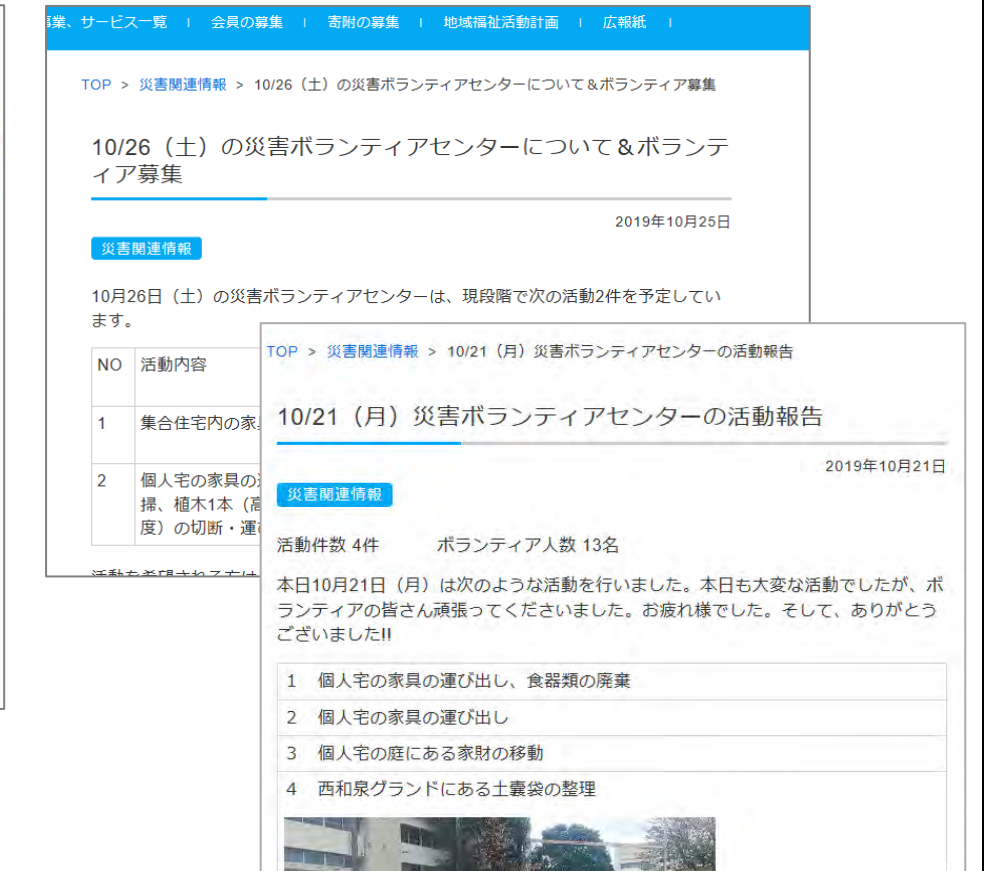 業、サービス一覧 | 会員の募集 | 寄附の募集 | 地域福祉活動計画 | 広報紙 |
TOP > 災害関連情報 > 10/26（土）の災害ボランティアセンターについて＆ボランティア募集
10/26（土）の災害ボランティアセンターについて＆ボランテ
ィア募集
2019年10月25日
災害関連情報
10月26日（土）の災害ボランティアセンターは、現段階で次の活動2件を予定してい
ます。
NO 活動内容
1 集合住宅内の家
2 個人宅の家具の
掃、植木1本（高
度）の切断・運
活動を希望される方は
TOP > 災害関連情報 > 10/21（月）災害ボランティアセンターの活動報告
10/21（月）災害ボランティアセンターの活動報告
2019年10月21日
災害関連情報
活動件数 4件 ボランティア人数 13名
本日10月21日（月）は次のような活動を行いました。本日も大変な活動でしたが、ボ
ランティアの皆さん頑張ってくださいました。お疲れ様でした。そして、ありがとう
ございました!!
1 個人宅の家具の運び出し、食器類の廃棄
2 個人宅の家具の運び出し
3 個人宅の庭にある家財の移動
4 西和泉グランドにある土嚢袋の整理